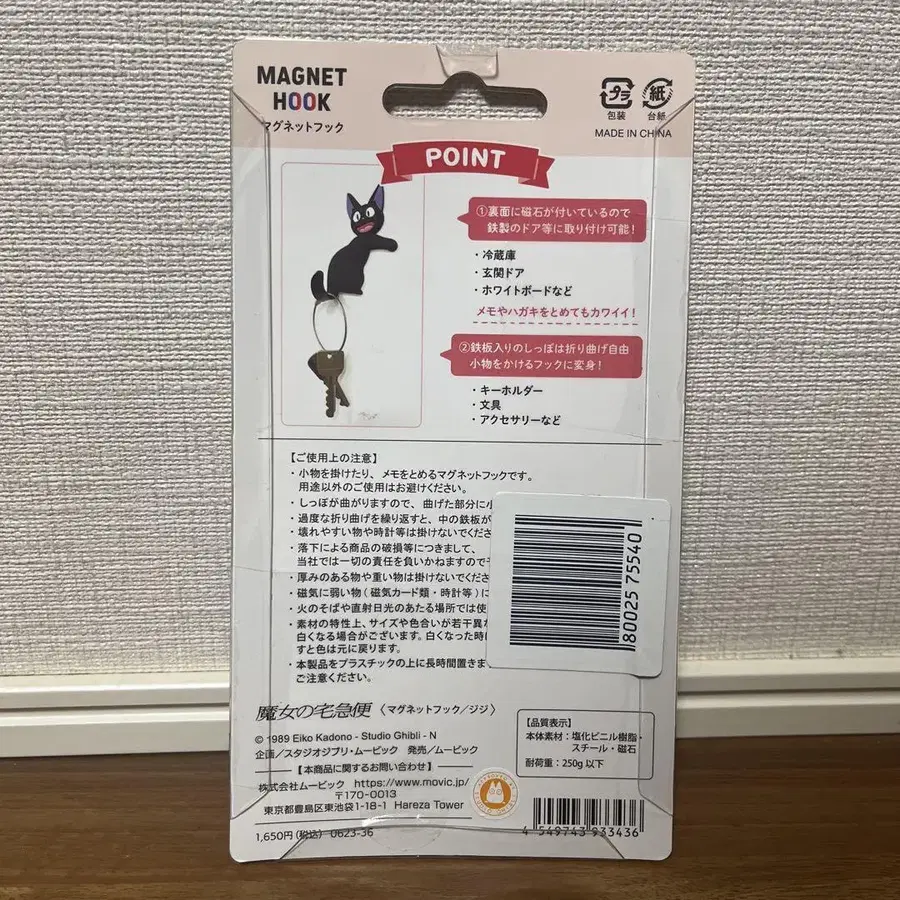 MAGNET
HOOK
マグネットフック
プラ
包装
紙
台紙
MADE IN CHINA
POINT
①裏面に磁石が付いているので
鉄製のドア等に取り付け可能!
・冷蔵庫
・玄関ドア
・ホワイトボードなど
メモやハガキをとめてもカワイイ!
②鉄板入りのしっぽは折り曲げ自由
小物をかけるフックに変身!
・キーホルダー
・文具
・アクセサリーなど
【ご使用上の注意】
・小物を掛けたり、メモをとめるマグネットフックです。
用途以外のご使用はお避けください。
・しっぽが曲がりますので、曲げた部分に小
・過度な折り曲げを繰り返すと、中の鉄板が
・壊れやすい物や時計等は掛けないでくださ
・落下による商品の破損等につきまして、
当社では一切の責任を負いかねますので
・厚みのある物や重い物は掛けないでくださ
・磁気に弱い物(磁気カード類・時計等)に
・火のそばや直射日光のあたる場所では使
・素材の特性上、サイズや色合いが若干異
白くなる場合がございます。白くなった時
すと色は元に戻ります。
・本製品をプラスチックの上に長時間置きま
ご注意ください。
80025 75540
魔女の宅急便〈マグネットフック/ジジ〉
© 1989 Eiko Kadono - Studio Ghibli - N
企画/スタジオジブリ・ムービック 発売/ムービック
【本商品に関するお問い合わせ】
株式会社ムービック https://www.movic.jp/
〒170-0013
東京都豊島区東池袋1-18-1 Hareza Tower
1,650円(税込) 0623-36
【品質表示】
本体素材:塩化ビニル樹脂・
スチール・磁石
耐荷重:250g以下
4 549743 933436